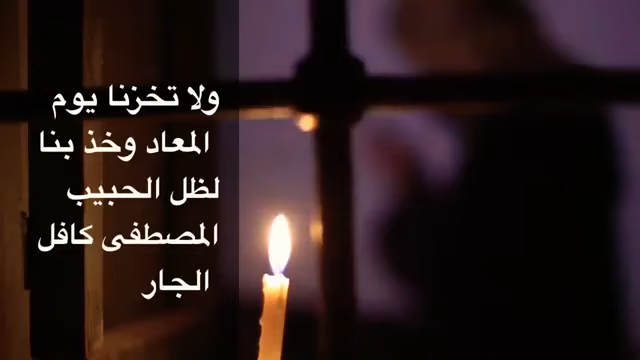 ولا تخزنا يوم
المعاد وخذ بنا
لظل الحبيب
المصطفى كافل
الجار